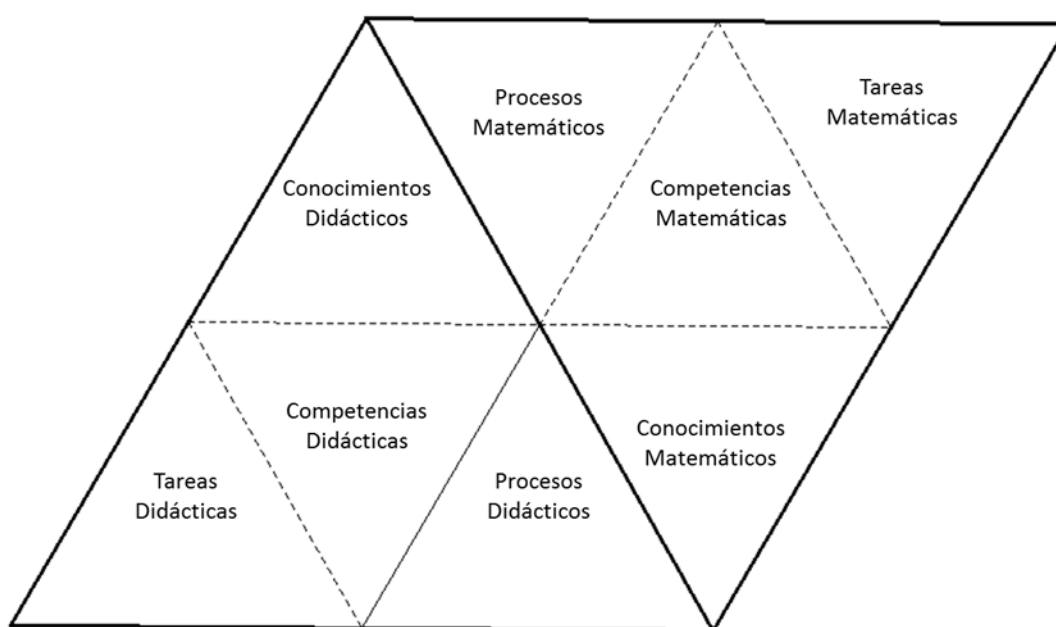 Procesos
Matemáticos
Tareas
Matemáticas
Conocimientos
Didácticos
Competencias
Matemáticas
Competencias
Didácticas
Conocimientos
Matemáticos
Tareas
Didácticas
Procesos
Didácticos